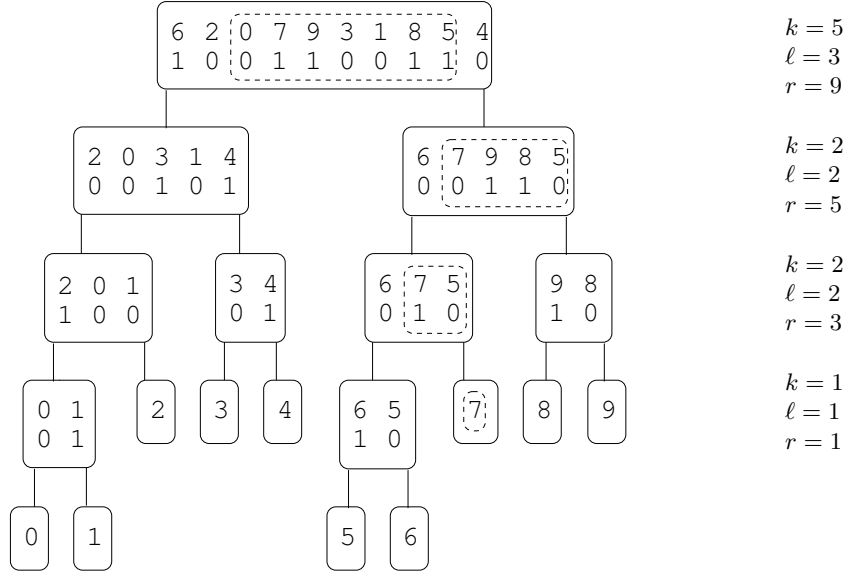 6 2 0 7 9 3 1 8 5 4 k = 5
1 0 0 1 1 0 0 1 1 0 ℓ = 3
r = 9
2 0 3 1 4 6 7 9 8 5 k = 2
0 0 1 0 1 0 0 1 1 0 ℓ = 2
r = 5
2 0 1 3 4 6 7 5 9 8 k = 2
1 0 0 0 1 0 1 0 1 0 ℓ = 2
r = 3
0 1 2 3 4 6 5 7 8 9 k = 1
0 1 1 0 ℓ = 1
r = 1
0 1 5 6